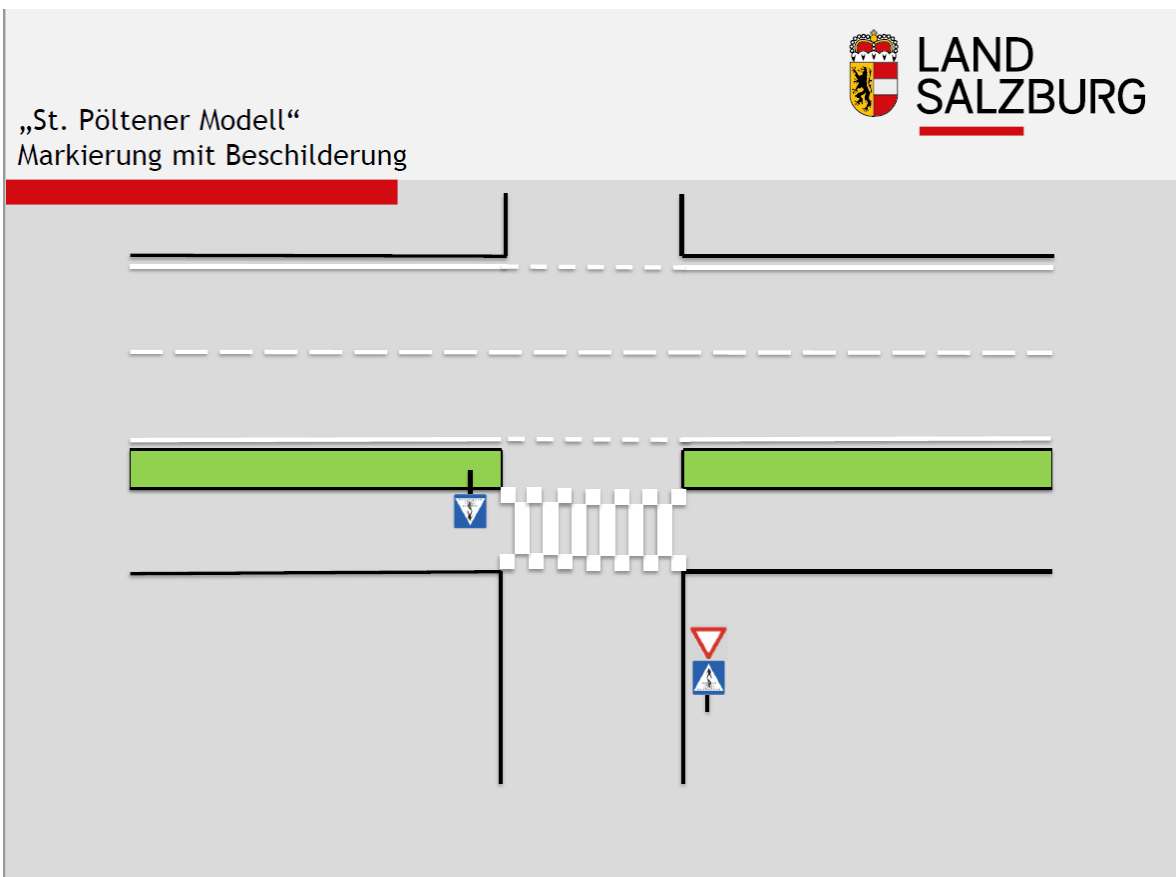 LAND
SALZBURG
„St. Pöltener Modell“
Markierung mit Beschilderung